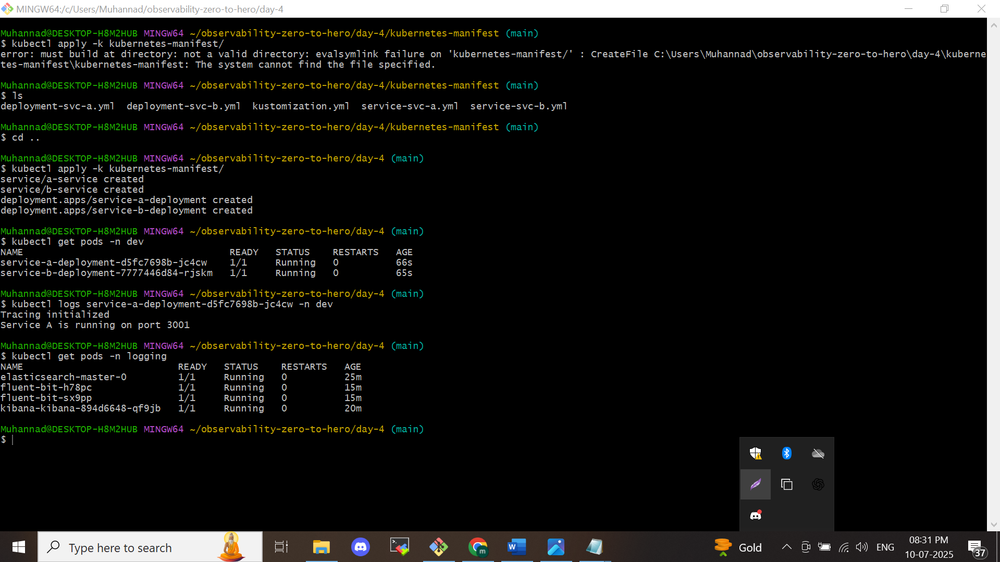 MINGW64:/c/Users/Muhannad/observability-zero-to-hero/day-4
Muhannad@DESKTOP-H8M2HUB MINGW64 ~/observability-zero-to-hero/day-4/kubernetes-manifest (main)
$ kubectl apply -k kubernetes-manifest/
error: must build at directory: not a valid directory: evalsymlink failure on 'kubernetes-manifest/' : CreateFile C:\Users\Muhannad\observability-zero-to-hero\day-4\kuberne
tes-manifest\kubernetes-manifest: The system cannot find the file specified.
Muhannad@DESKTOP-H8M2HUB MINGW64 ~/observability-zero-to-hero/day-4/kubernetes-manifest (main)
$ ls
deployment-svc-a.yml  deployment-svc-b.yml  kustomization.yml  service-svc-a.yml  service-svc-b.yml
Muhannad@DESKTOP-H8M2HUB MINGW64 ~/observability-zero-to-hero/day-4/kubernetes-manifest (main)
$ cd ..
Muhannad@DESKTOP-H8M2HUB MINGW64 ~/observability-zero-to-hero/day-4 (main)
$ kubectl apply -k kubernetes-manifest/
service/a-service created
service/b-service created
deployment.apps/service-a-deployment created
deployment.apps/service-b-deployment created
Muhannad@DESKTOP-H8M2HUB MINGW64 ~/observability-zero-to-hero/day-4 (main)
$ kubectl get pods -n dev
NAME                                    READY   STATUS    RESTARTS   AGE
service-a-deployment-d5fc7698b-jc4cw    1/1     Running   0          66s
service-b-deployment-7777446d84-rjskm   1/1     Running   0          65s
Muhannad@DESKTOP-H8M2HUB MINGW64 ~/observability-zero-to-hero/day-4 (main)
$ kubectl logs service-a-deployment-d5fc7698b-jc4cw -n dev
Tracing initialized
Service A is running on port 3001
Muhannad@DESKTOP-H8M2HUB MINGW64 ~/observability-zero-to-hero/day-4 (main)
$ kubectl get pods -n logging
NAME                           READY   STATUS    RESTARTS   AGE
elasticsearch-master-0         1/1     Running   0          25m
fluent-bit-h78pc               1/1     Running   0          15m
fluent-bit-sx9pp               1/1     Running   0          15m
kibana-kibana-894d6648-qf9jb   1/1     Running   0          20m
Muhannad@DESKTOP-H8M2HUB MINGW64 ~/observability-zero-to-hero/day-4 (main)
$
Type here to search
m
W
Gold
ENG
08:31 PM
10-07-2025
37